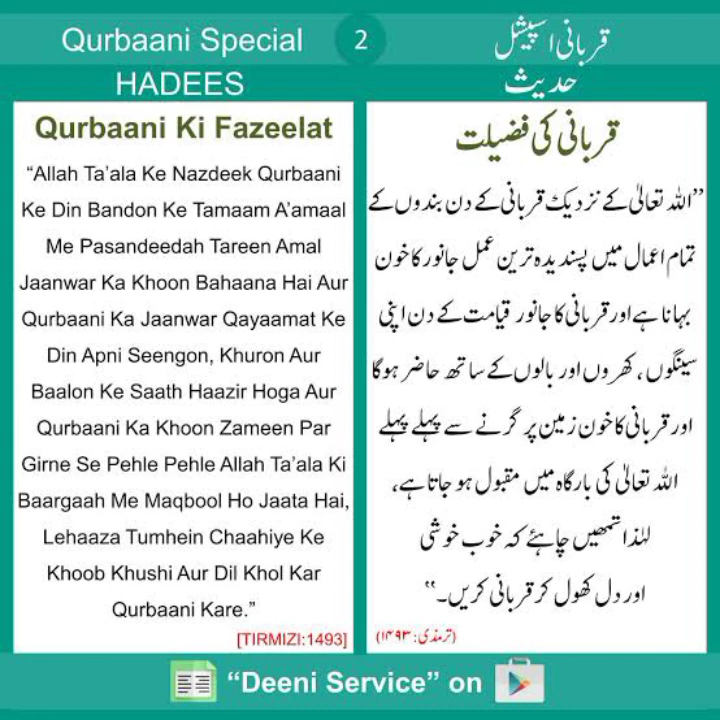 Qurbaani Special
2
قربانی اسپیشل
HADEES
حدیث
Qurbaani Ki Fazeelat
“Allah Ta’ala Ke Nazdeek Qurbaani
Ke Din Bandon Ke Tamaam A’amaal
Me Pasandeedah Tareen Amal
Jaanwar Ka Khoon Bahaana Hai Aur
Qurbaani Ka Jaanwar Qayaamat Ke
Din Apni Seengon, Khuron Aur
Baalon Ke Saath Haazir Hoga Aur
Qurbaani Ka Khoon Zameen Par
Girne Se Pehle Pehle Allah Ta’ala Ki
Baargaah Me Maqbool Ho Jaata Hai,
Lehaaza Tumhein Chaahiye Ke
Khoob Khushi Aur Dil Khol Kar
Qurbaani Kare.”
[TIRMIZI:1493]
قربانی کی فضیلت
”اللہ تعالیٰ کے نزدیک قربانی کے دن بندوں کے
تمام اعمال میں پسندیدہ ترین عمل جانور کا خون
بہانا ہے اور قربانی کا جانور قیامت کے دن اپنی
سینگوں، کھروں اور بالوں کے ساتھ حاضر ہوگا
اور قربانی کا خون زمین پر گرنے سے پہلے پہلے
اللہ تعالیٰ کی بارگاہ میں مقبول ہو جاتا ہے،
لہٰذا تمھیں چاہئے کہ خوب خوشی
اور دل کھول کر قربانی کریں۔“
(ترمذی: ۱۴۹۳)
“Deeni Service” on